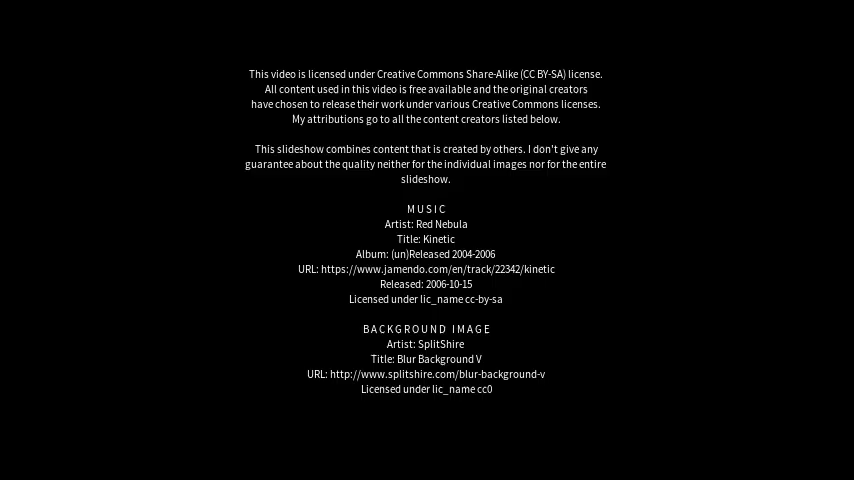 This video is licensed under Creative Commons Share-Alike (CC BY-SA) license.
All content used in this video is free available and the original creators
have chosen to release their work under various Creative Commons licenses.
My attributions go to all the content creators listed below.
This slideshow combines content that is created by others. I don't give any
guarantee about the quality neither for the individual images nor for the entire
slideshow.
MUSIC
Artist: Red Nebula
Title: Kinetic
Album: (un)Released 2004-2006
URL: https://www.jamendo.com/en/track/22342/kinetic
Released: 2006-10-15
Licensed under lic_name cc-by-sa
BACKGROUND IMAGE
Artist: SplitShire
Title: Blur Background V
URL: http://www.splitshire.com/blur-background-v
Licensed under lic_name cc0